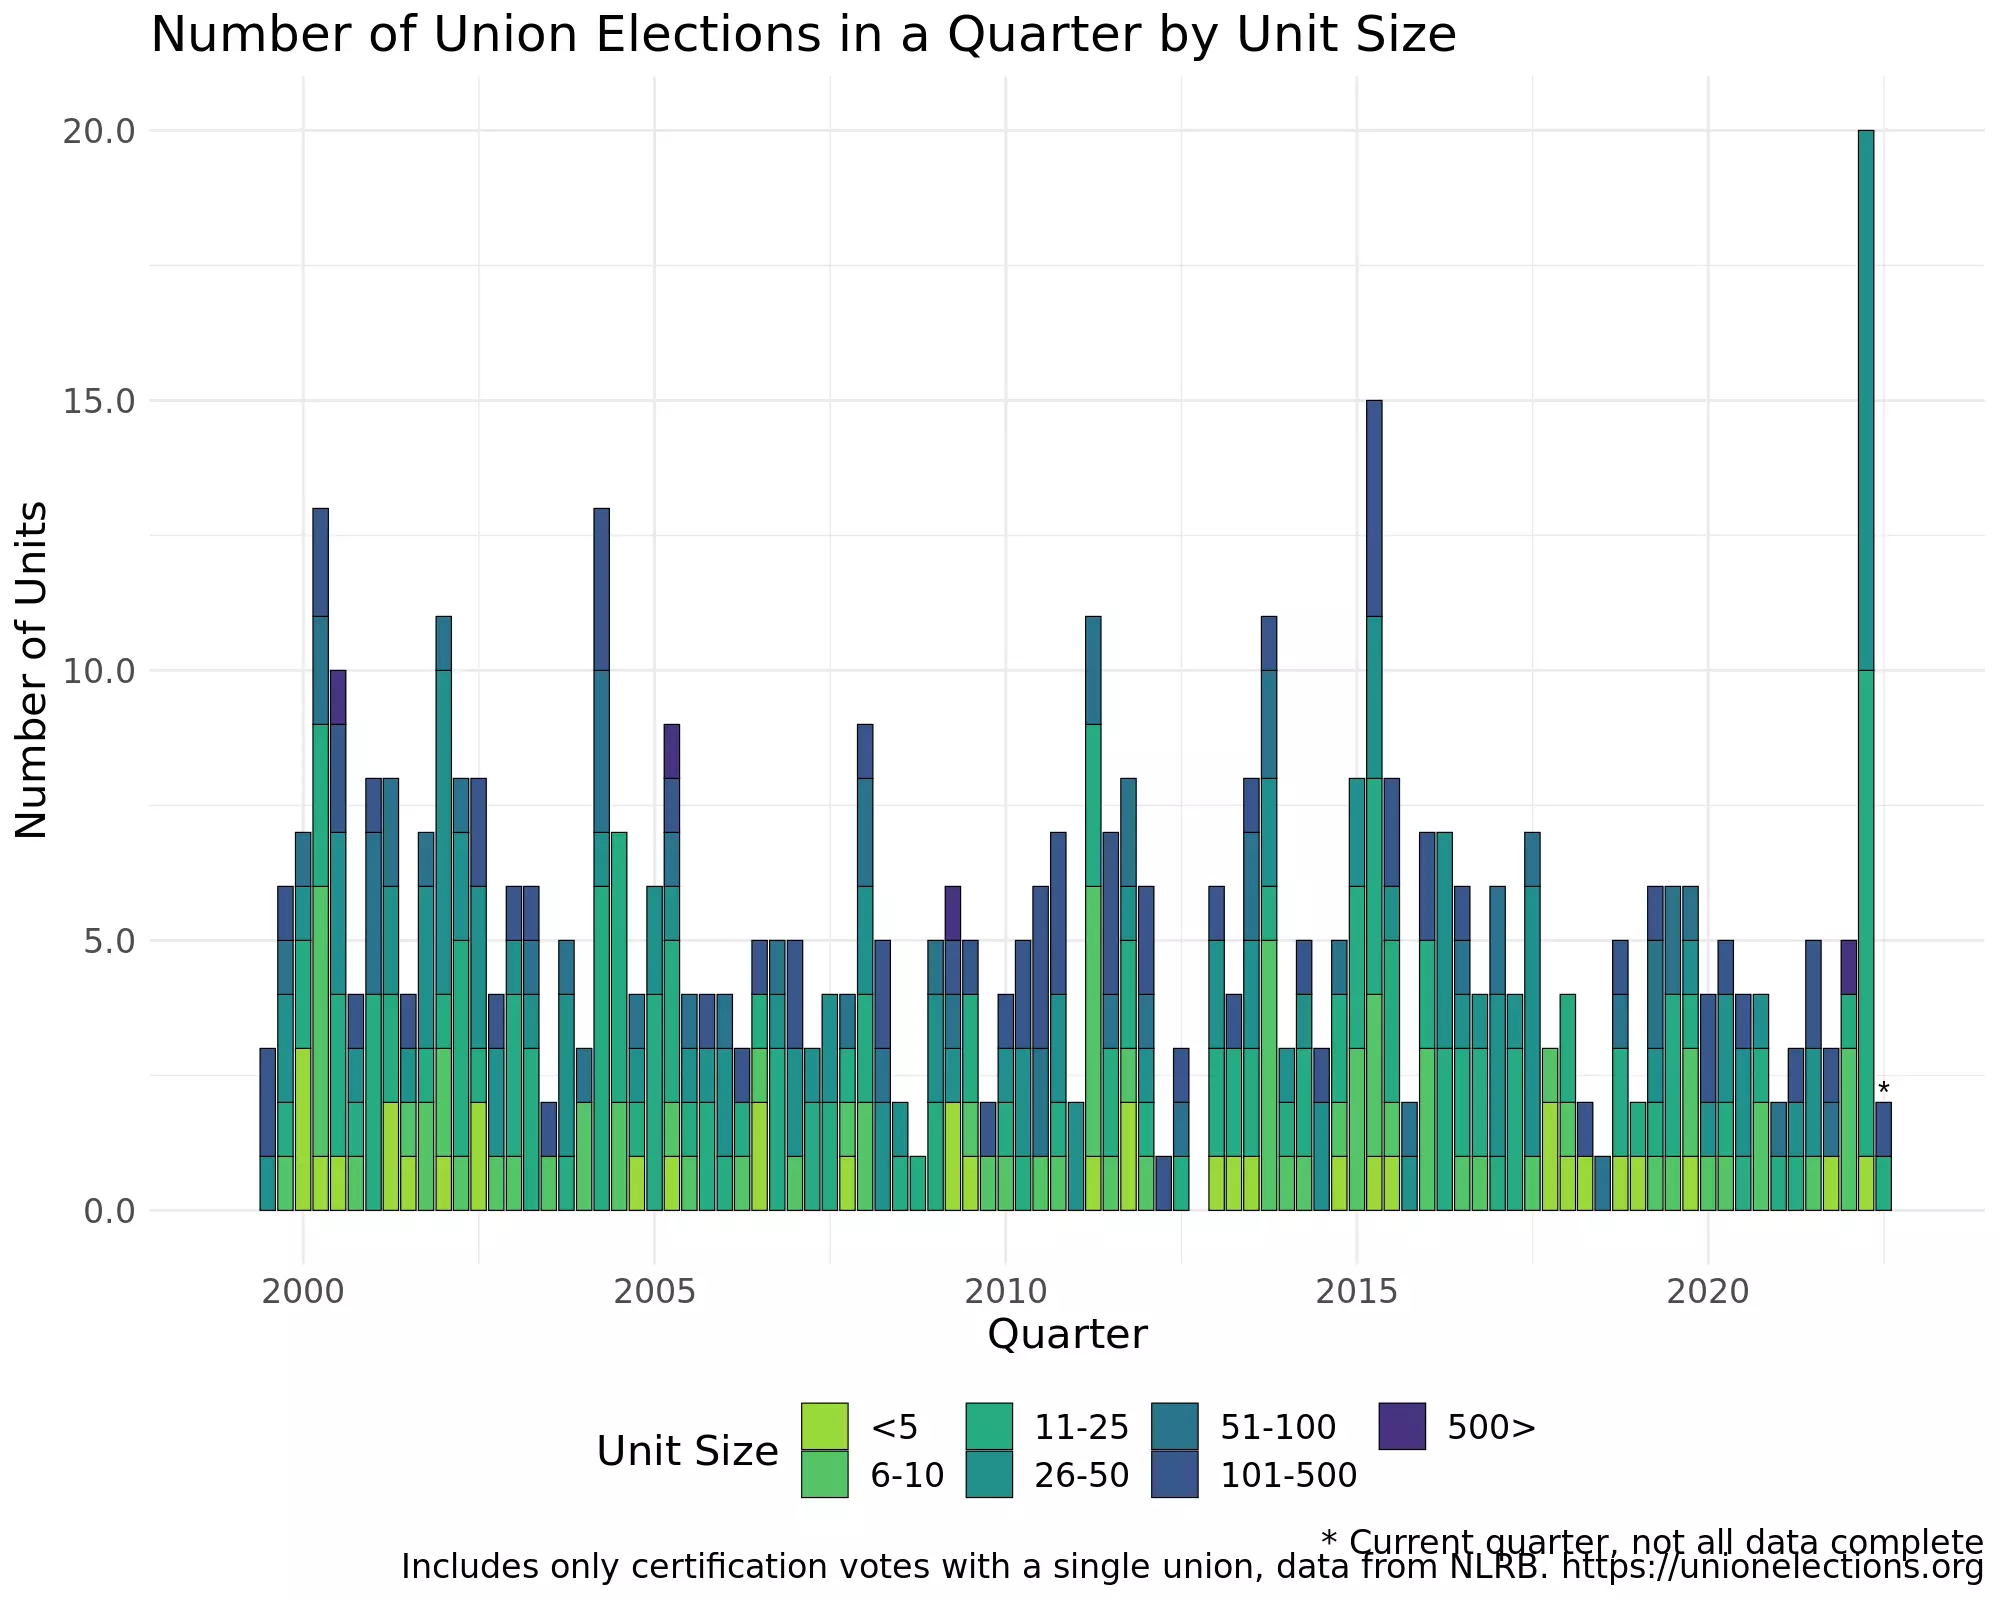 Number of Union Elections in a Quarter by Unit Size
20.0
15.0
10.0
5.0
0.0
Number of Units
*
2000 2005 2010 2015 2020
Quarter
Unit Size
<5 11-25 51-100 500>
6-10 26-50 101-500
* Current quarter, not all data complete
Includes only certification votes with a single union, data from NLRB. https://unionelections.org